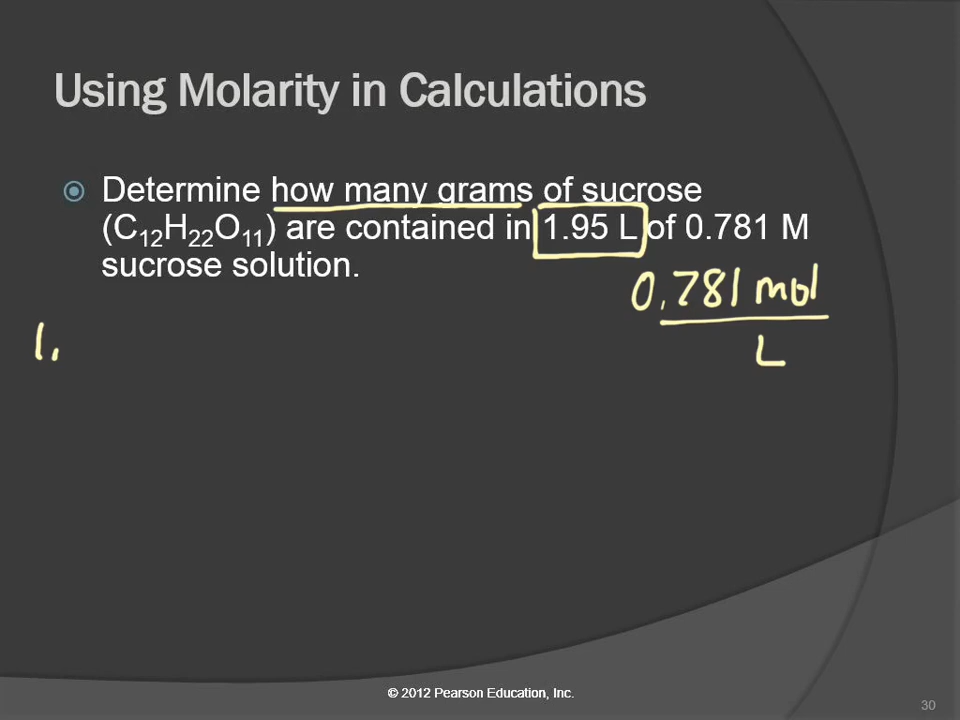 Using Molarity in Calculations
Determine how many grams of sucrose
(C₁₂H₂₂O₁₁) are contained in 1.95 L of 0.781 M
sucrose solution.
0.781 mol
L
1.
© 2012 Pearson Education, Inc.
30